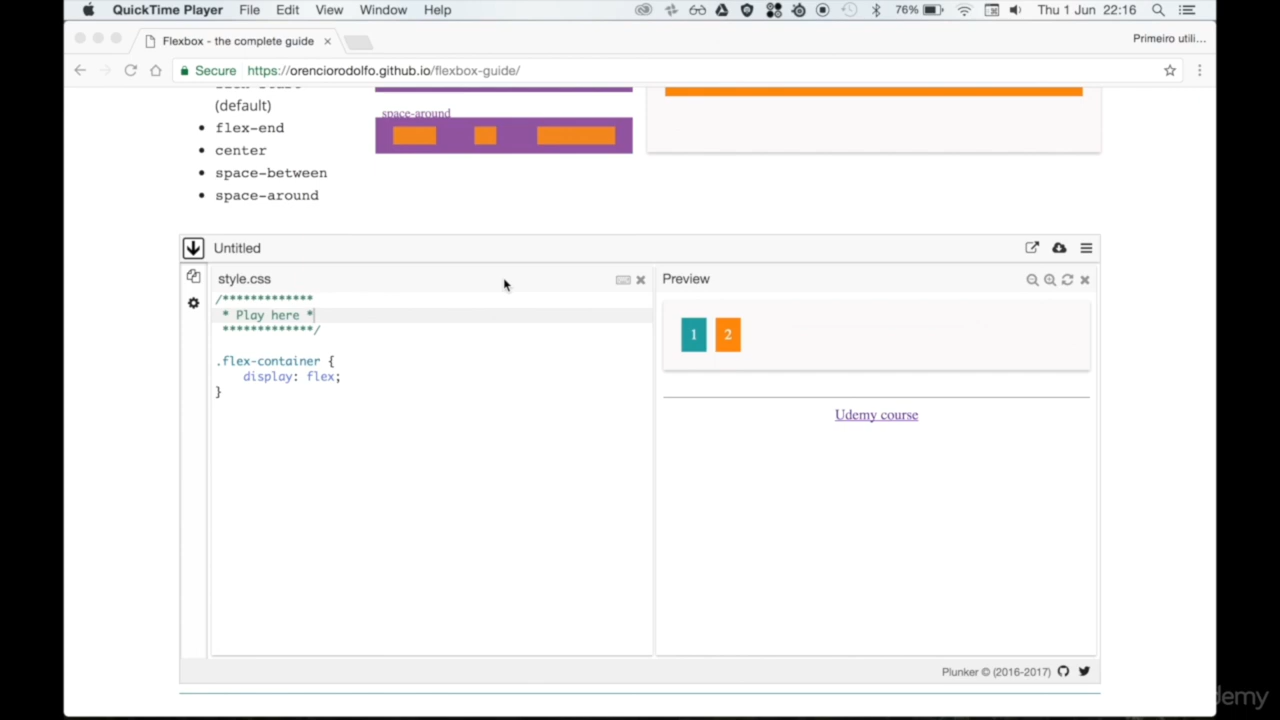 QuickTime Player File Edit View Window Help 76% Thu 1 Jun 22:16
Flexbox - the complete guide Primeiro utili...
Secure https://orenciorodolfo.github.io/flexbox-guide/
(default)
space-around
• flex-end
• center
• space-between
• space-around
Untitled
style.css
Preview
/*************
* Play here *
*************/
.flex-container {
display: flex;
}
1 2
Udemy course
Plunker © (2016-2017)